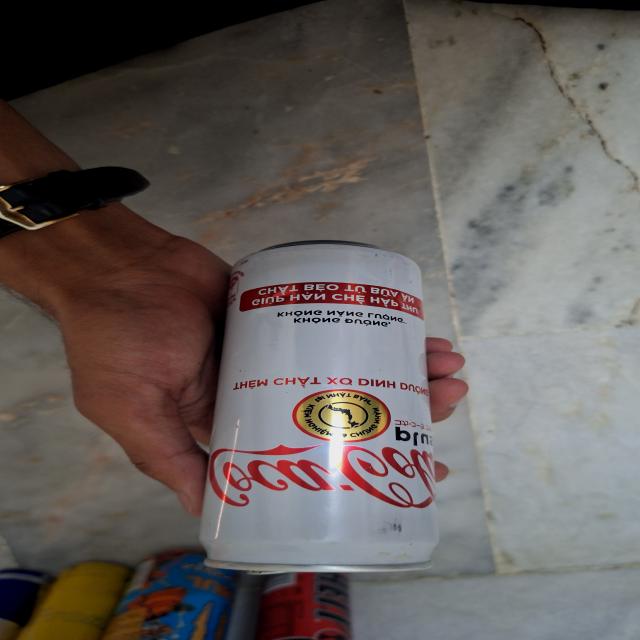 Coca-Cola
plus
THÊM CHẤT XƠ DINH DƯỠNG
KHÔNG ĐƯỜNG*
KHÔNG NĂNG LƯỢNG**
GIÚP HẠN CHẾ HẤP THU
CHẤT BÉO TỪ BỮA ĂN